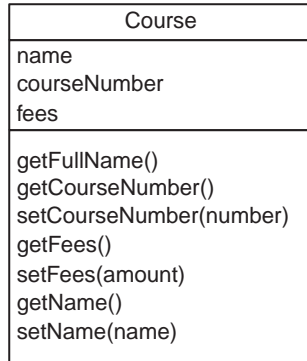 Course
name
courseNumber
fees
getFullName()
getCourseNumber()
setCourseNumber(number)
getFees()
setFees(amount)
getName()
setName(name)